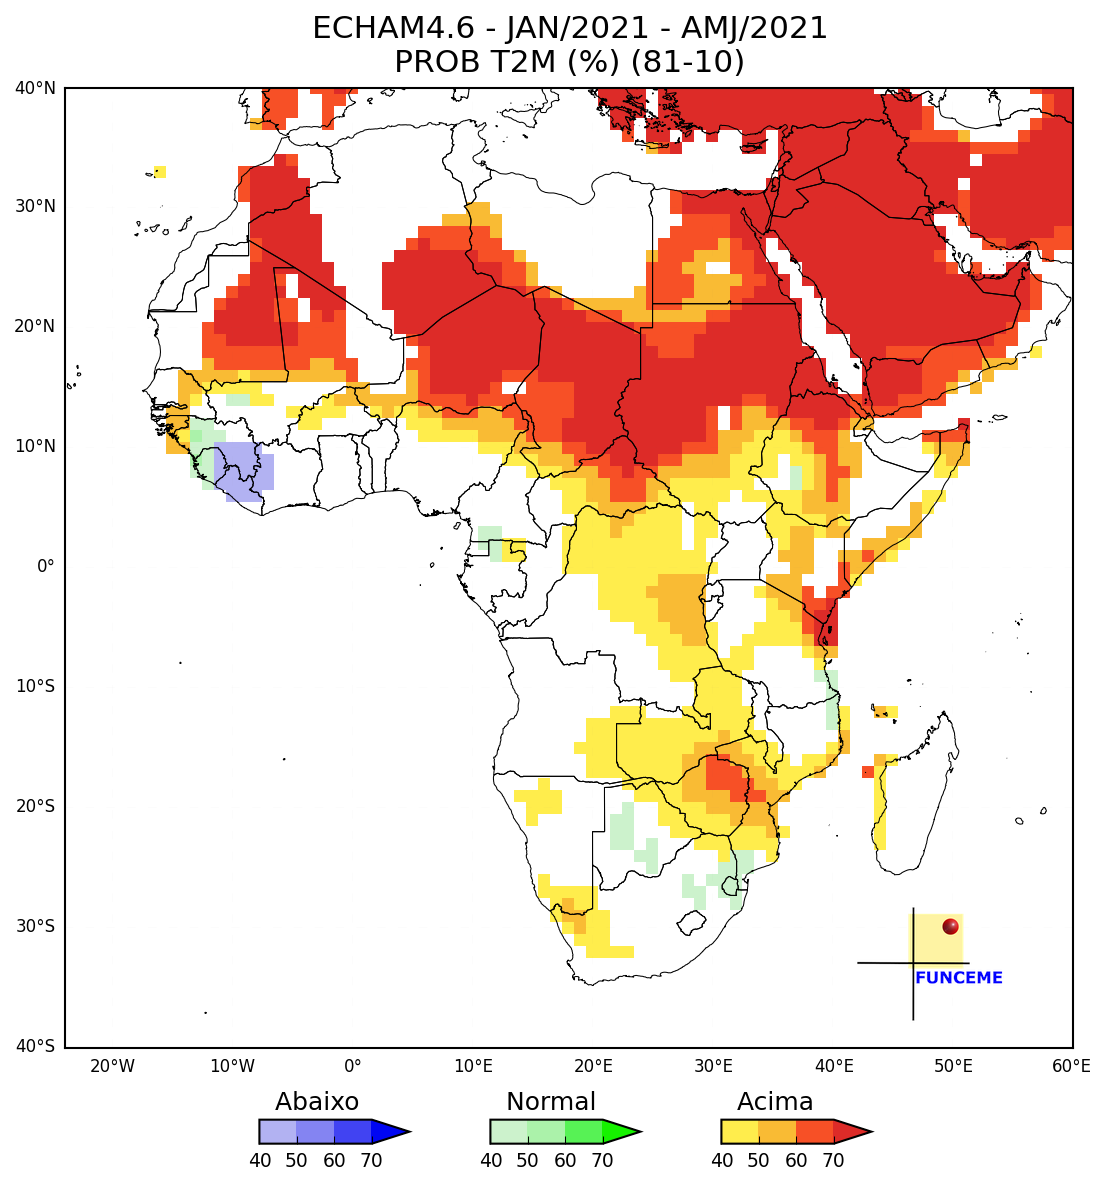 ECHAM4.6 - JAN/2021 - AMJ/2021
PROB T2M (%) (81-10)
40°N
30°N
20°N
10°N
0°
10°S
20°S
30°S
40°S
FUNCEME
20°W 10°W 0° 10°E 20°E 30°E 40°E 50°E 60°E
Abaixo Normal Acima
40 50 60 70 40 50 60 70 40 50 60 70